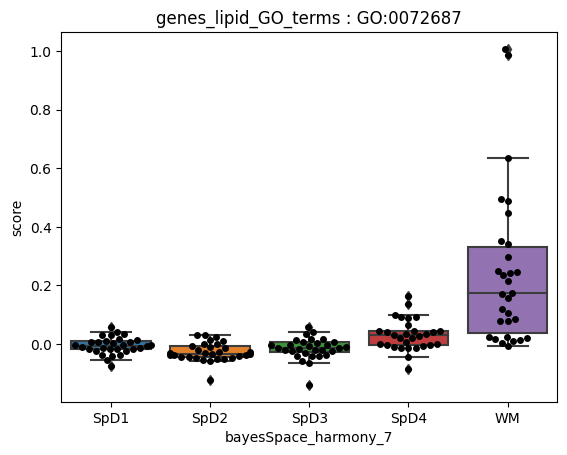 genes_lipid_GO_terms : GO:0072687
1.0
0.8
0.6
0.4
0.2
0.0
score
SpD1 SpD2 SpD3 SpD4 WM
bayesSpace_harmony_7